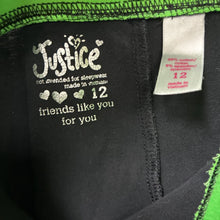 Justice
not intended for sleepwear
made in vietnam
12
friends like you
for you
12